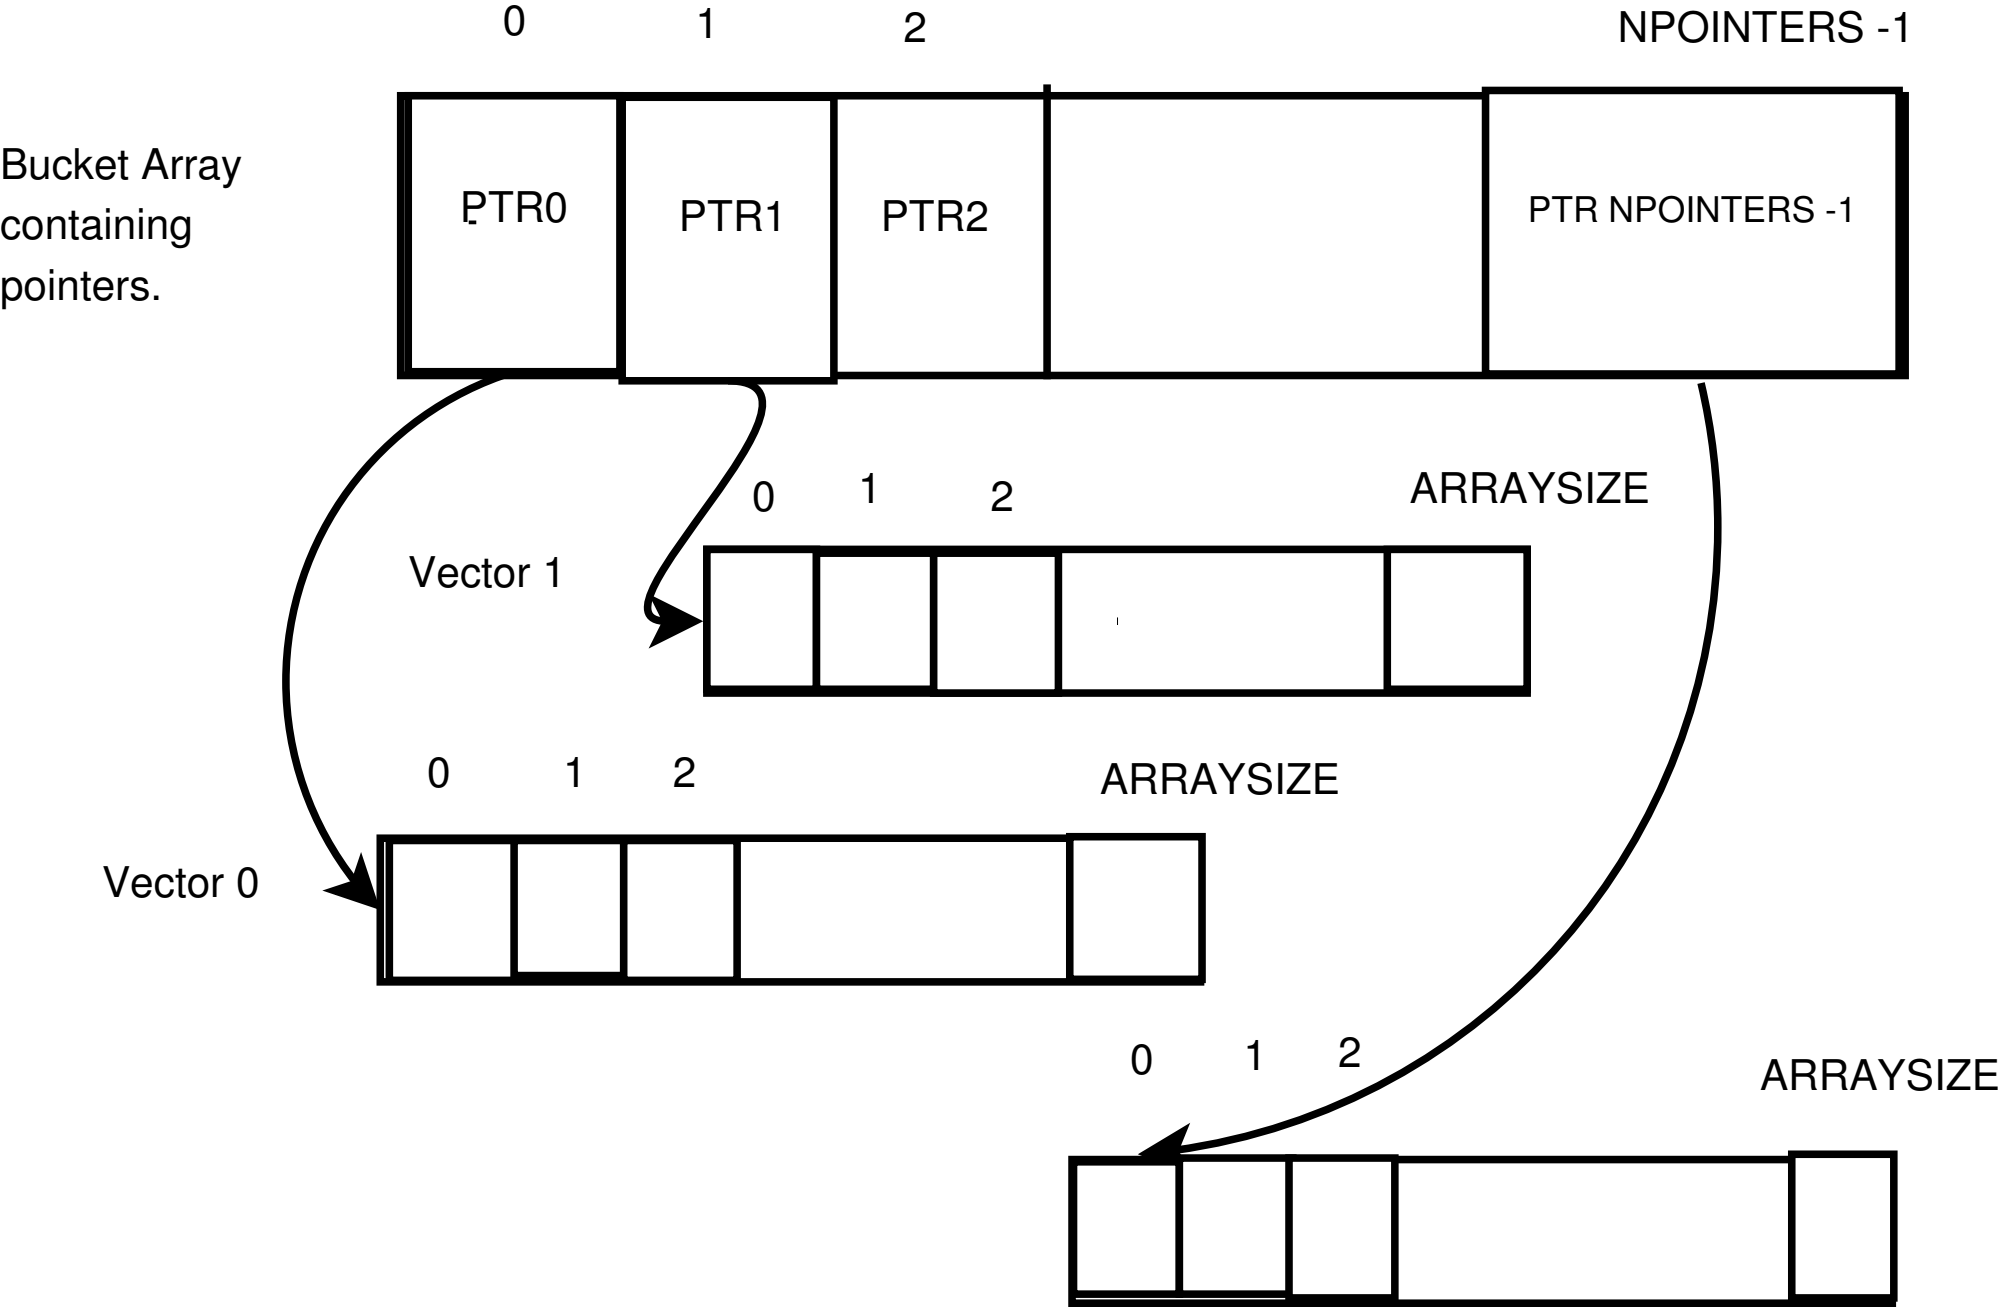 0 1 2 NPOINTERS -1
Bucket Array
containing
pointers.
PTR0 PTR1 PTR2 PTR NPOINTERS -1
0 1 2 ARRAYSIZE
Vector 1
0 1 2 ARRAYSIZE
Vector 0
0 1 2 ARRAYSIZE